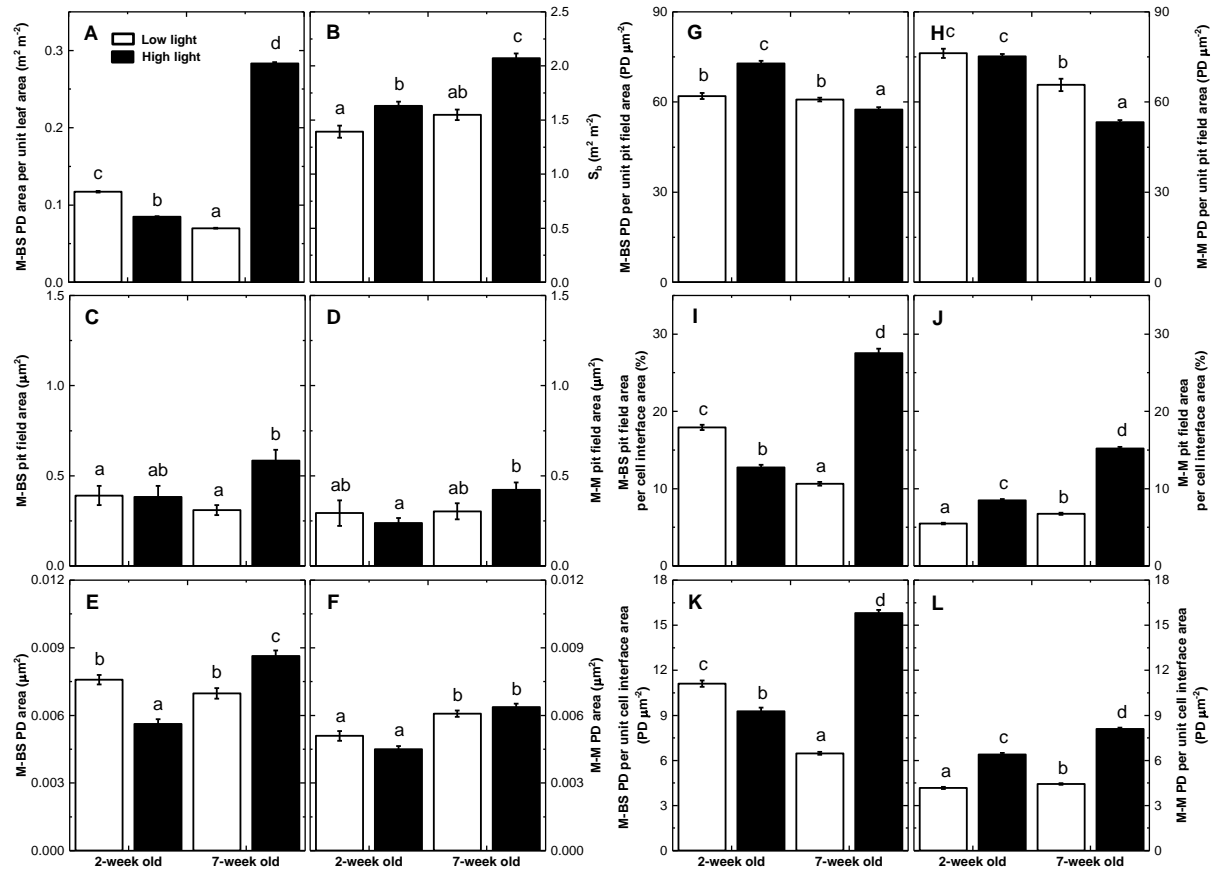 A
Low light
High light
c
b
a
d
0.3
0.2
0.1
0.0
M-BS PD area per unit leaf area (m² m⁻²)
B
a
b
ab
c
2.5
2.0
1.5
1.0
0.5
0.0
S_b (m² m⁻²)
C
a
ab
a
b
1.5
1.0
0.5
0.0
M-BS pit field area (µm²)
D
ab
a
ab
b
1.5
1.0
0.5
0.0
M-M pit field area (µm²)
E
b
a
b
c
0.012
0.009
0.006
0.003
0.000
M-BS PD area (µm²)
2-week old
7-week old
F
a
a
b
b
0.012
0.009
0.006
0.003
0.000
M-M PD area (µm²)
2-week old
7-week old
G
b
c
b
a
90
60
30
0
M-BS PD per unit pit field area (PD µm⁻²)
H
c
c
b
a
90
60
30
0
M-M PD per unit pit field area (PD µm⁻²)
I
c
b
a
d
30
20
10
0
M-BS pit field area
per cell interface area (%)
J
a
c
b
d
30
20
10
0
M-M pit field area
per cell interface area (%)
K
c
b
a
d
18
15
12
9
6
3
0
M-BS PD per unit cell interface area
(PD µm⁻²)
2-week old
7-week old
L
a
c
b
d
18
15
12
9
6
3
0
M-M PD per unit cell interface area
(PD µm⁻²)
2-week old
7-week old